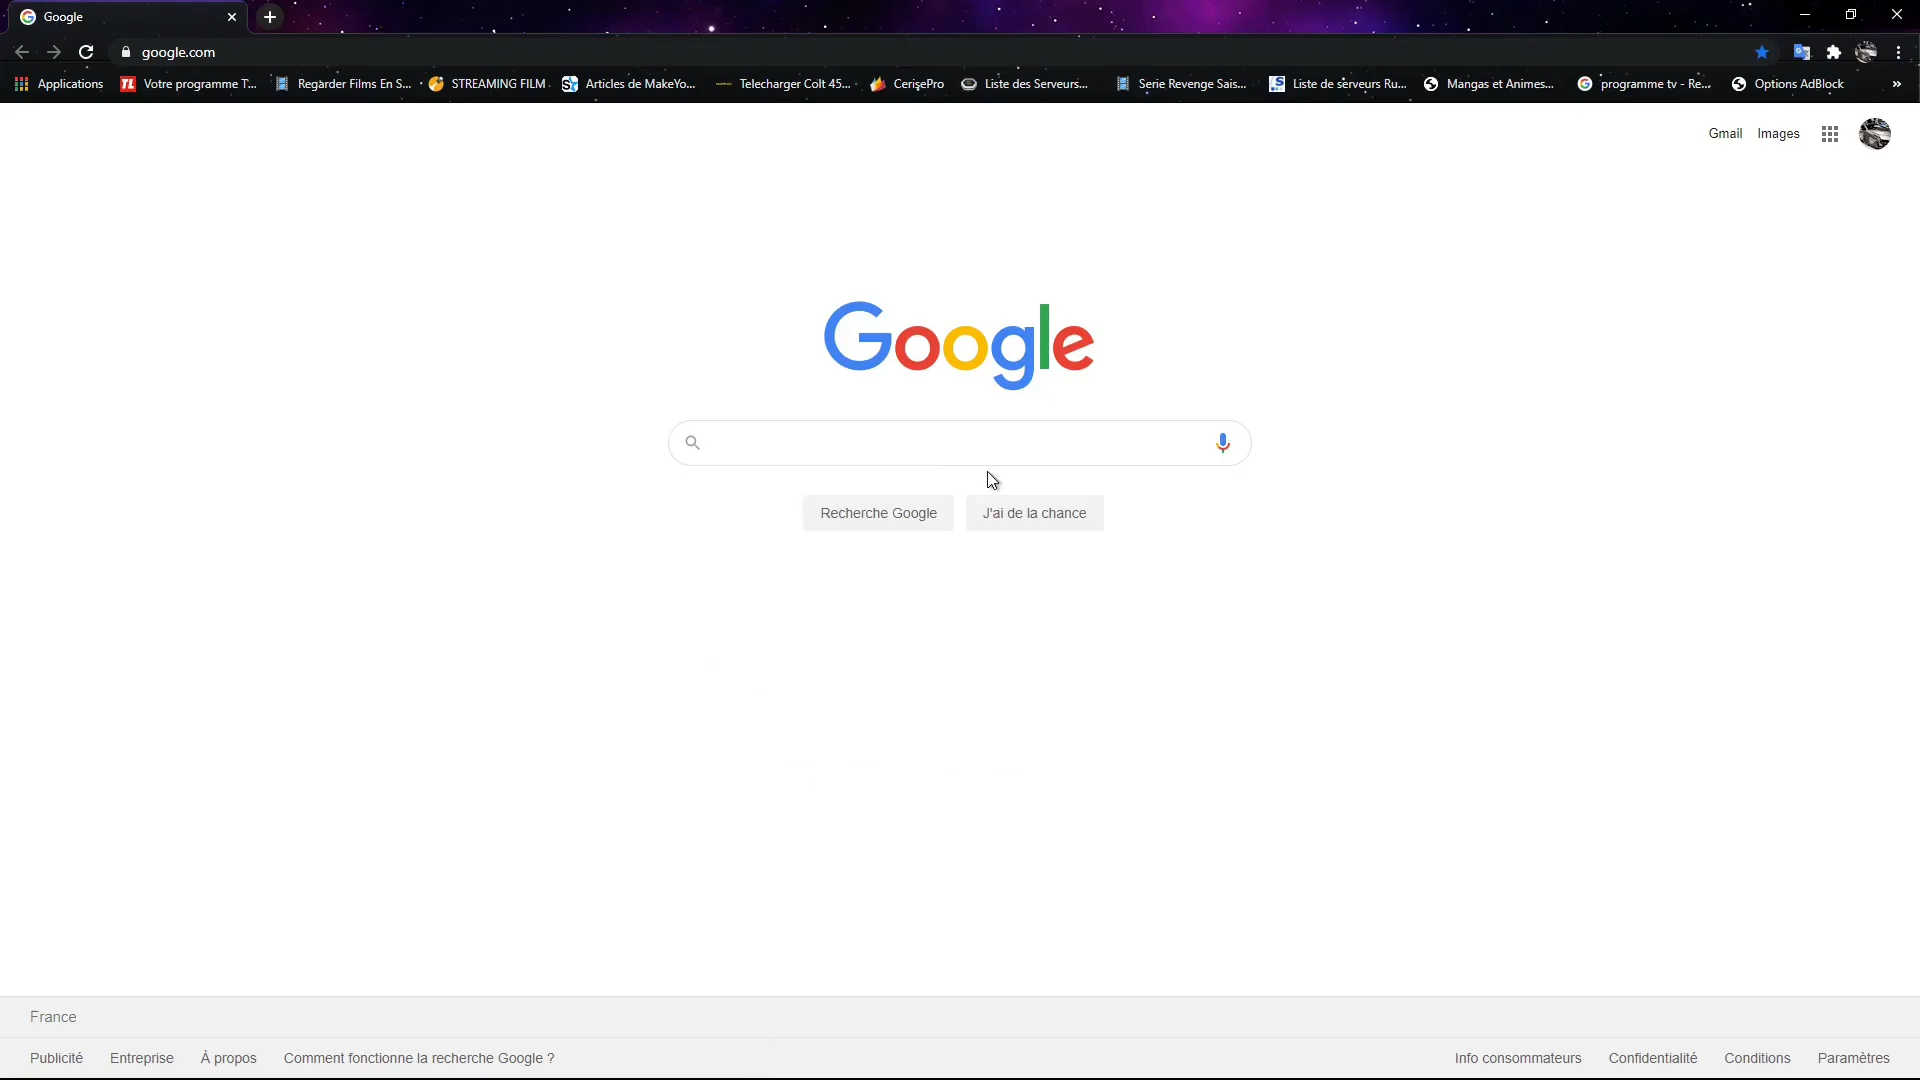 Google
google.com
Applications
Votre programme T...
Regarder Films En S...
STREAMING FILM
Articles de MakeYo...
Telecharger Colt 45...
CerisePro
Liste des Serveurs...
Serie Revenge Sais...
Liste de serveurs Ru...
Mangas et Animes...
programme tv - Re...
Options AdBlock
»
Gmail Images
Google
Recherche Google J'ai de la chance
France
Publicité Entreprise À propos Comment fonctionne la recherche Google ? Info consommateurs Confidentialité Conditions Paramètres